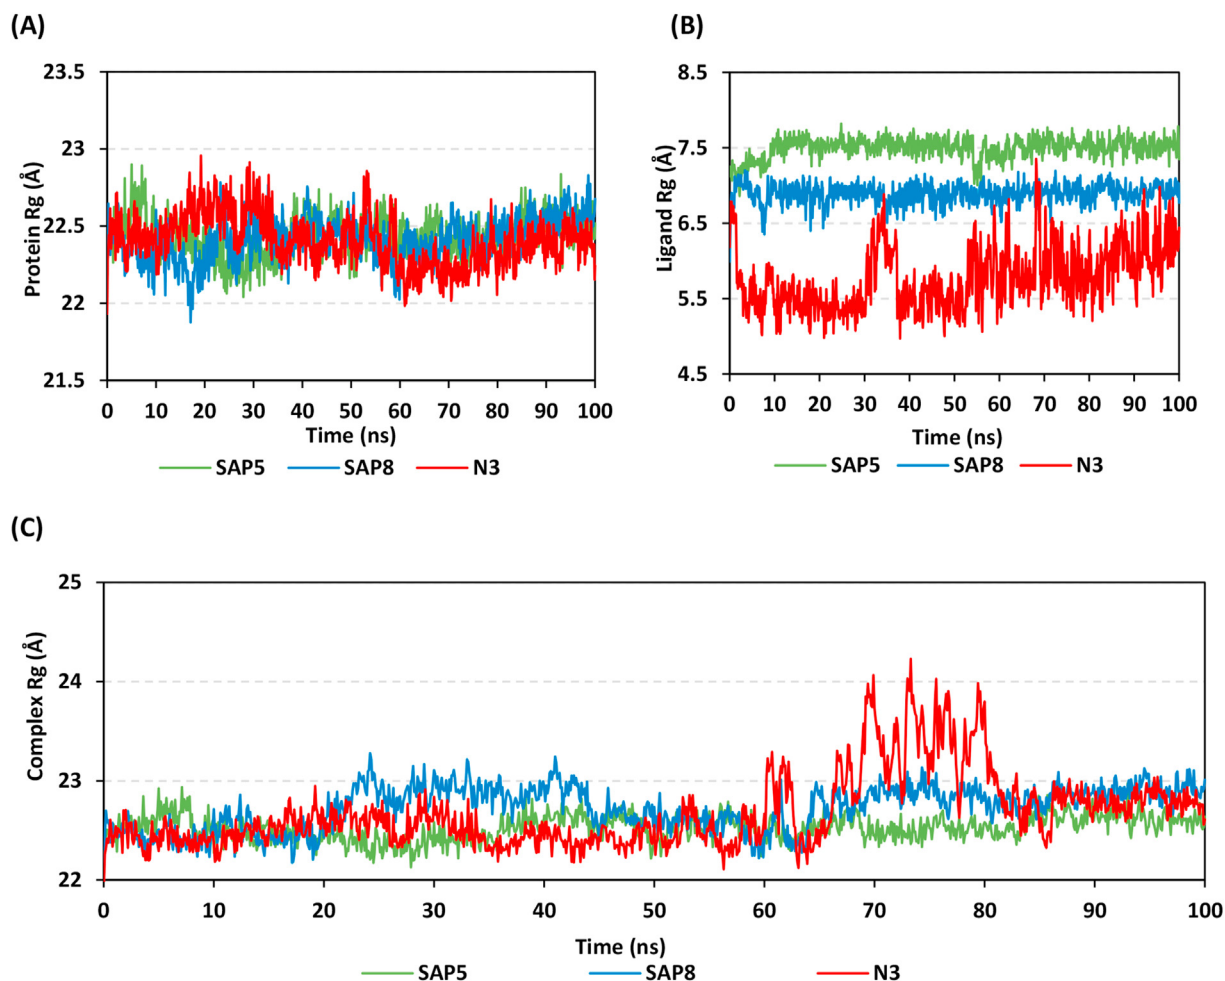 (A)
23.5
23
22.5
22
21.5
Protein Rg (Å)
0 10 20 30 40 50 60 70 80 90 100
Time (ns)
SAP5 SAP8 N3
(B)
8.5
7.5
6.5
5.5
4.5
Ligand Rg (Å)
0 10 20 30 40 50 60 70 80 90 100
Time (ns)
SAP5 SAP8 N3
(C)
25
24
23
22
Complex Rg (Å)
0 10 20 30 40 50 60 70 80 90 100
Time (ns)
SAP5 SAP8 N3